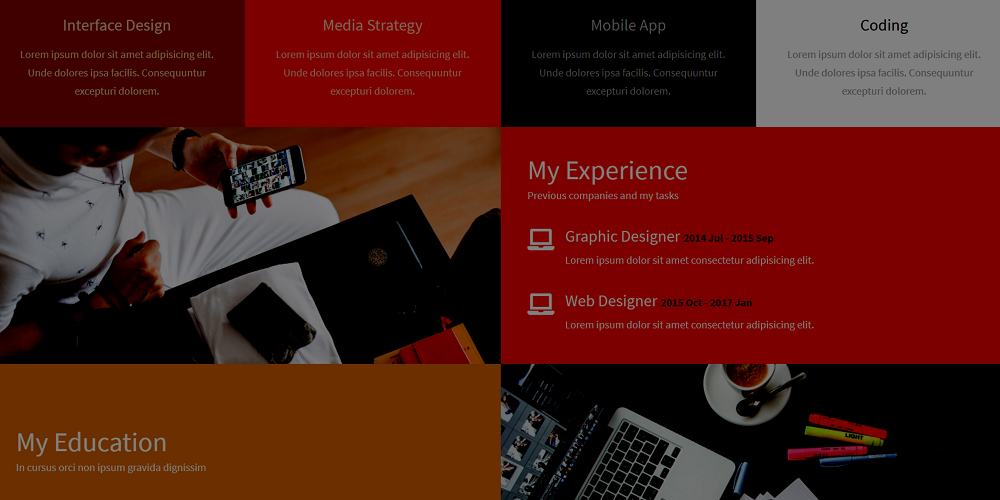 Interface Design
Lorem ipsum dolor sit amet adipisicing elit.
Unde dolores ipsa facilis. Consequuntur
excepturi dolorem.
Media Strategy
Lorem ipsum dolor sit amet adipisicing elit.
Unde dolores ipsa facilis. Consequuntur
excepturi dolorem.
Mobile App
Lorem ipsum dolor sit amet adipisicing elit.
Unde dolores ipsa facilis. Consequuntur
excepturi dolorem.
Coding
Lorem ipsum dolor sit amet adipisicing elit.
Unde dolores ipsa facilis. Consequuntur
excepturi dolorem.
My Experience
Previous companies and my tasks
Graphic Designer 2014 Jul - 2015 Sep
Lorem ipsum dolor sit amet consectetur adipisicing elit.
Web Designer 2015 Oct - 2017 Jan
Lorem ipsum dolor sit amet consectetur adipisicing elit.
My Education
In cursus orci non ipsum gravida dignissim
LIGHT